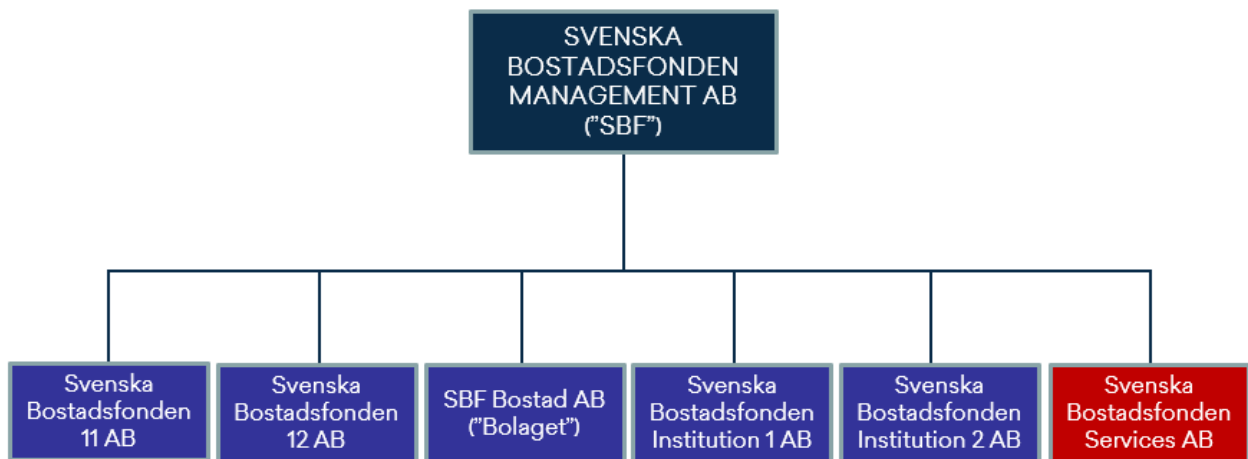 SVENSKA
BOSTADSFONDEN
MANAGEMENT AB
("SBF")
Svenska
Bostadsfonden
11 AB
Svenska
Bostadsfonden
12 AB
SBF Bostad AB
("Bolaget")
Svenska
Bostadsfonden
Institution 1 AB
Svenska
Bostadsfonden
Institution 2 AB
Svenska
Bostadsfonden
Services AB